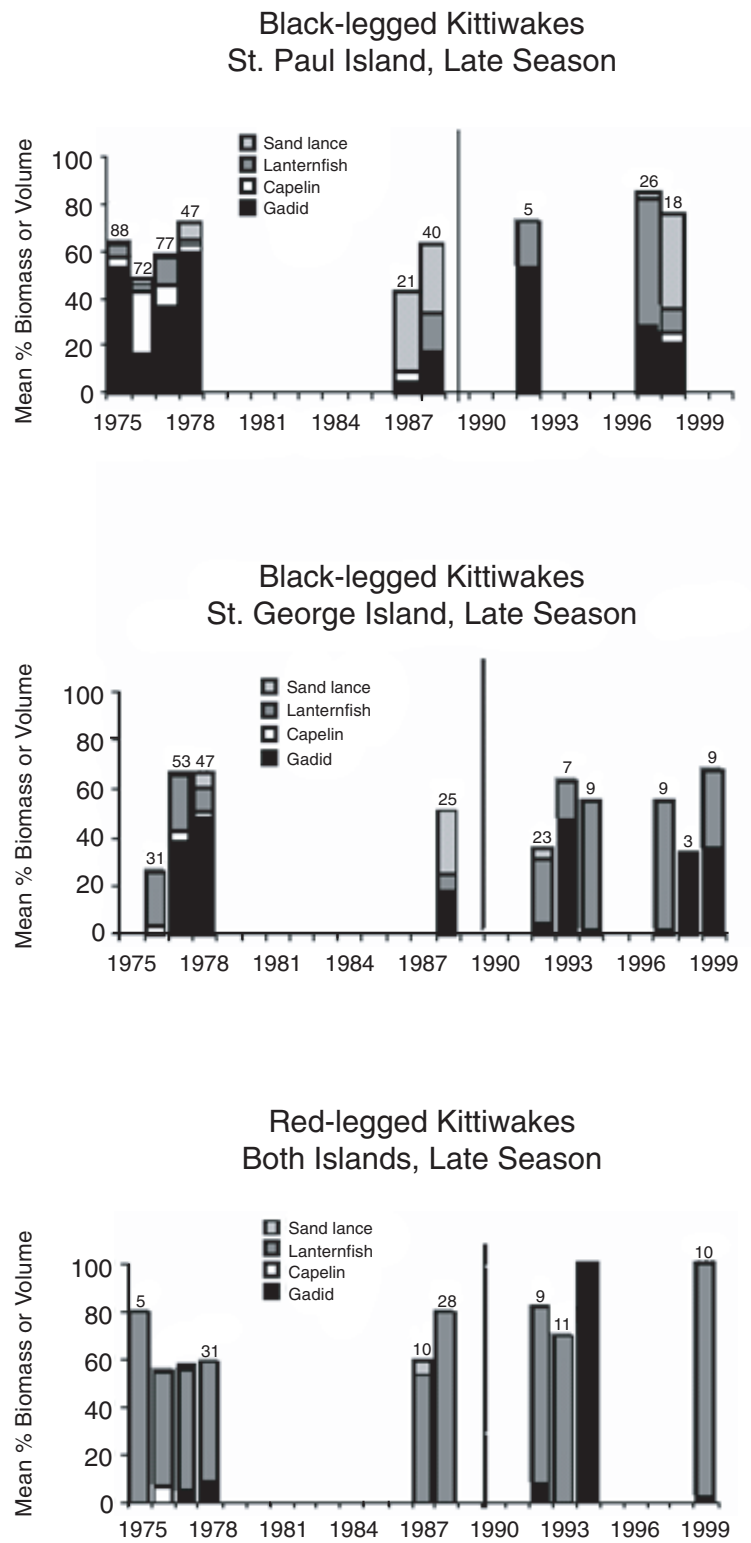 Black-legged Kittiwakes
St. Paul Island, Late Season
Mean % Biomass or Volume
Sand lance
Lanternfish
Capelin
Gadid
100
80
60
40
20
0
88
72
77
47
21
40
5
26
18
1975 1978 1981 1984 1987 1990 1993 1996 1999
Black-legged Kittiwakes
St. George Island, Late Season
Mean % Biomass or Volume
Sand lance
Lanternfish
Capelin
Gadid
100
80
60
40
20
0
31
53 47
25
23
7
9
9
3
9
1975 1978 1981 1984 1987 1990 1993 1996 1999
Red-legged Kittiwakes
Both Islands, Late Season
Mean % Biomass or Volume
Sand lance
Lanternfish
Capelin
Gadid
100
80
60
40
20
0
5
31
10
28
9
11
10
1975 1978 1981 1984 1987 1990 1993 1996 1999